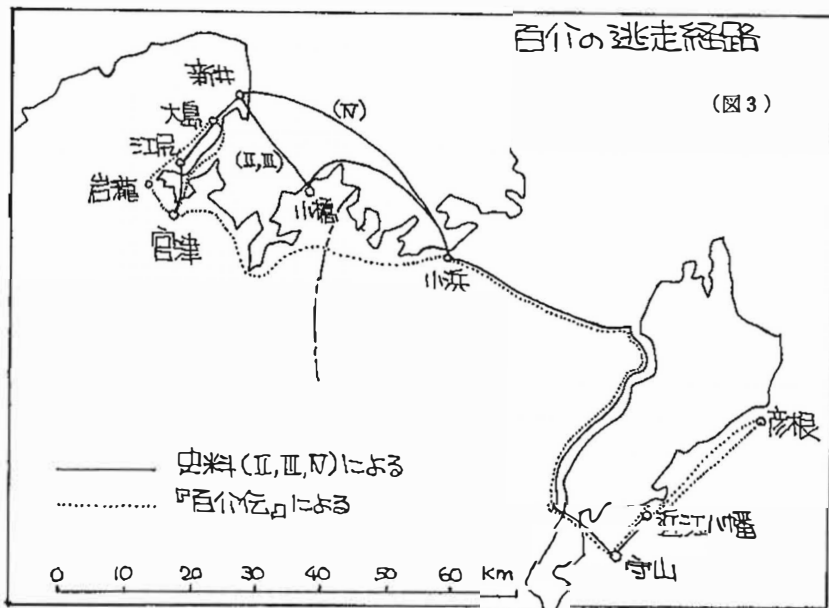 百介の逃走経路
(図3)
新井
大島
江尻
岩瀧
宮津
(Ⅳ)
(Ⅱ,Ⅲ)
小橋
小浜
彦根
近江八幡
守山
史料(Ⅱ,Ⅲ,Ⅳ)による
『百介伝』による
0 10 20 30 40 50 60 Km